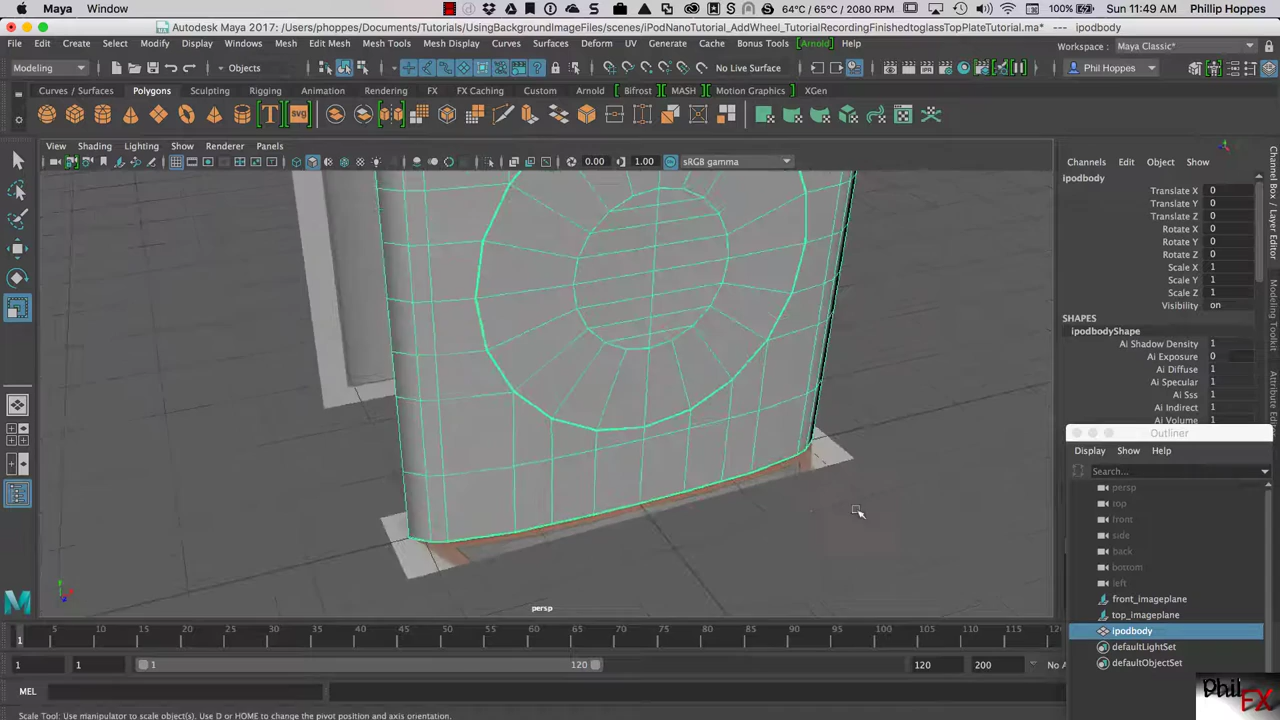 Maya Window 64°C / 65°C / 2080 RPM 100% Sun 11:49 AM Phillip Hoppes
Autodesk Maya 2017: /Users/phoppes/Documents/Tutorials/UsingBackgroundImageFiles/scenes/iPodNanoTutorial_AddWheel_TutorialRecordingFinishedtoglassTopPlateTutorial.ma* --- ipodbody
File Edit Create Select Modify Display Windows Mesh Edit Mesh Mesh Tools Mesh Display Curves Surfaces Deform UV Generate Cache Bonus Tools Arnold Help Workspace : Maya Classic*
Modeling Objects No Live Surface Phil Hoppes
Curves / Surfaces Polygons Sculpting Rigging Animation Rendering FX FX Caching Custom Arnold Bifrost MASH Motion Graphics XGen
T SVG
View Shading Lighting Show Renderer Panels
0.00 1.00 sRGB gamma
Channels Edit Object Show
ipodbody
Translate X 0
Translate Y 0
Translate Z 0
Rotate X 0
Rotate Y 0
Rotate Z 0
Scale X 1
Scale Y 1
Scale Z 1
Visibility on
SHAPES
ipodbodyShape
Ai Shadow Density 1
Ai Exposure 0
Ai Diffuse 1
Ai Specular 1
Ai Sss 1
Ai Indirect 1
Ai Volume 1
Channel Box / Layer Editor
Modeling Toolkit
Attribute Editor
Outliner
Display Show Help
Search...
persp
top
front
side
back
bottom
left
front_imageplane
top_imageplane
ipodbody
defaultLightSet
defaultObjectSet
persp
5 10 15 20 25 30 35 40 45 50 55 60 65 70 75 80 85 90 95 100 105 110 115
1
1 1 1 120 120 200
MEL
Scale Tool: Use manipulator to scale object(s). Use D or HOME to change the pivot position and axis orientation.
Phil FX